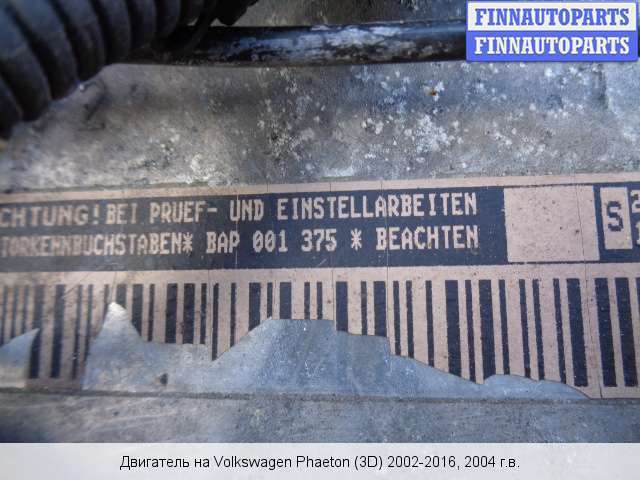 FINNAUTOPARTS
FINNAUTOPARTS
CHTUNG! BEI PRUEF- UND EINSTELLARBEITEN
TORKENNBUCHSTABEN* BAP 001 375 * BEACHTEN
S
Двигатель на Volkswagen Phaeton (3D) 2002-2016, 2004 г.в.